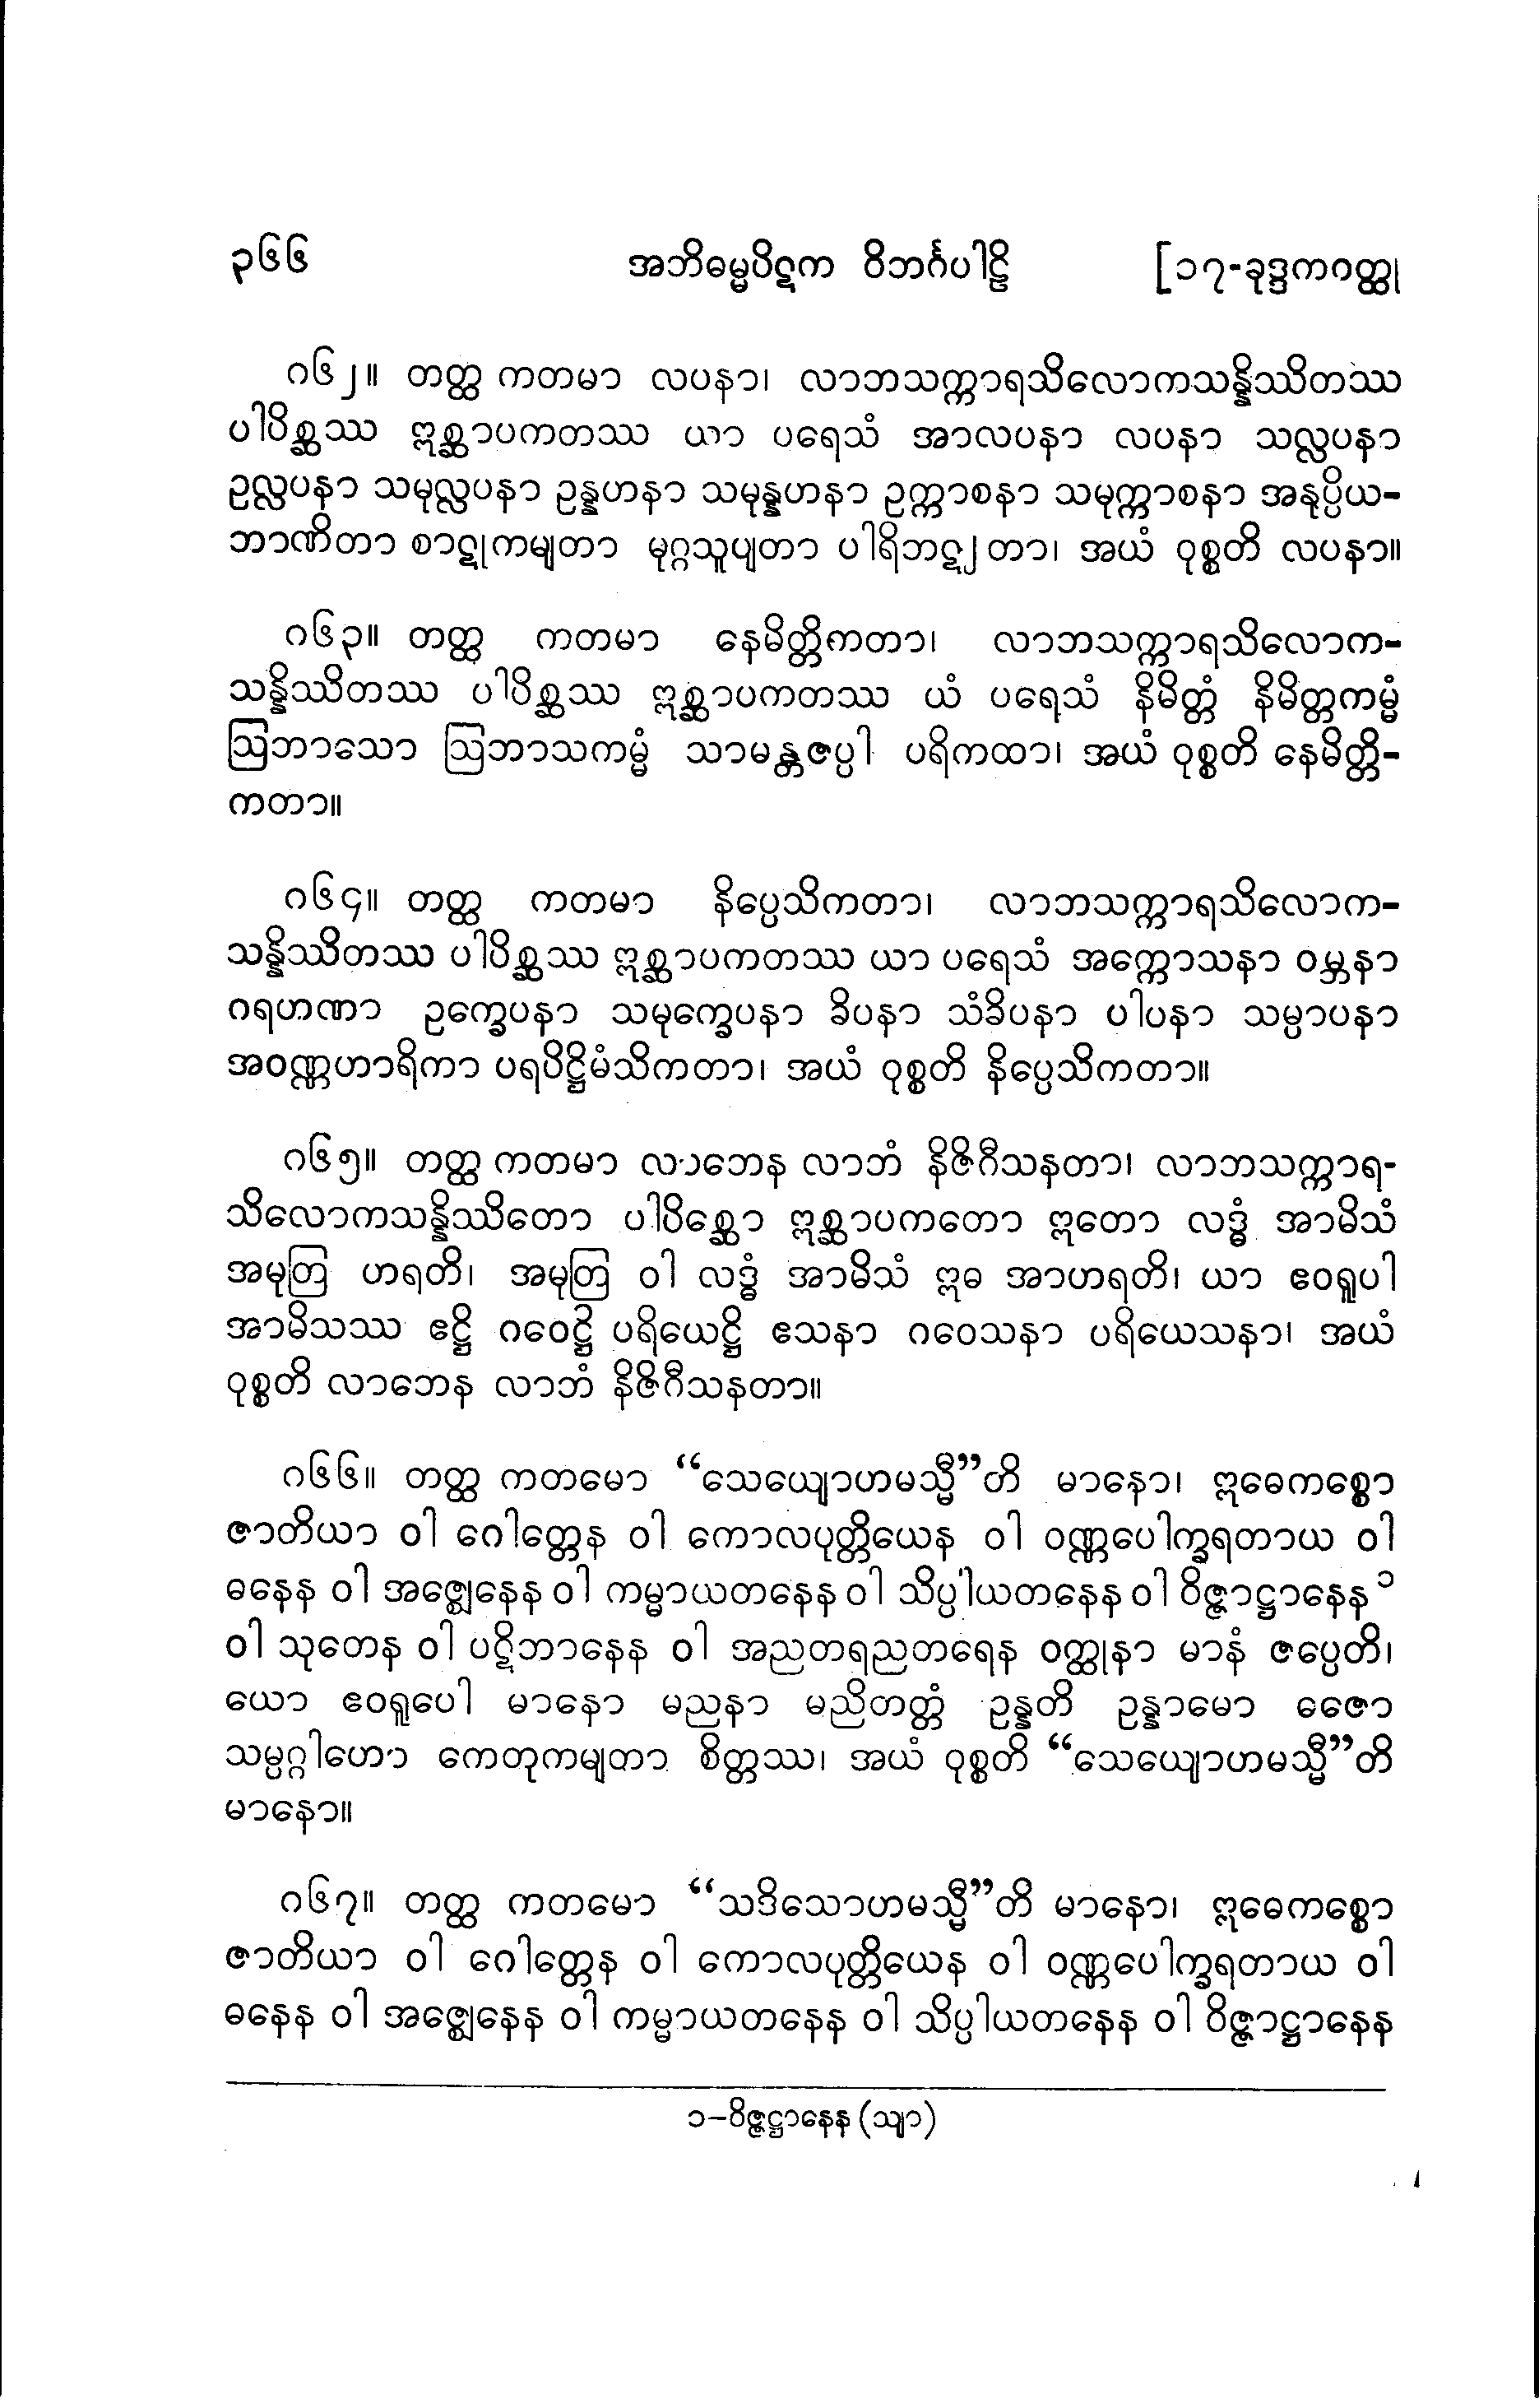 ၃၆၆ အဘိဓမ္မပိဋက ဝိဘင်္ဂပါဠိ [၁၇-ခုဒ္ဒကဝတ္ထု
၈၆၂။ တတ္ထ ကတမာ လပနာ၊ လာဘသက္ကာရသိလောကသန္နိဿိတဿ
ပါပိစ္ဆဿ ဣစ္ဆာပကတဿ ယာ ပရေသံ အာလပနာ လပနာ သလ္လပနာ
ဥလ္လပနာ သမုလ္လပနာ ဥန္နဟနာ သမုန္နဟနာ ဥက္ကာစနာ သမုက္ကာစနာ အနုပ္ပိယ-
ဘာဏိတာ စာဋုကမျတာ မုဂ္ဂသူပျတာ ပါရိဘဋျတာ၊ အယံ ဝုစ္စတိ လပနာ။
၈၆၃။ တတ္ထ ကတမာ နေမိတ္တိကတာ၊ လာဘသက္ကာရသိလောက-
သန္နိဿိတဿ ပါပိစ္ဆဿ ဣစ္ဆာပကတဿ ယံ ပရေသံ နိမိတ္တံ နိမိတ္တကမ္မံ
ဩဘာသော ဩဘာသကမ္မံ သာမန္တဇပ္ပါ ပရိကထာ၊ အယံ ဝုစ္စတိ နေမိတ္တိ-
ကတာ။
၈၆၄။ တတ္ထ ကတမာ နိပ္ပေသိကတာ၊ လာဘသက္ကာရသိလောက-
သန္နိဿိတဿ ပါပိစ္ဆဿ ဣစ္ဆာပကတဿ ယာ ပရေသံ အက္ကောသနာ ဝမ္ဘနာ
ဂရဟဏာ ဥက္ခေပနာ သမုက္ခေပနာ ခိပနာ သံခိပနာ ပါပနာ သမ္ပာပနာ
အဝဏ္ဏဟာရိကာ ပရပိဋ္ဌိမံသိကတာ၊ အယံ ဝုစ္စတိ နိပ္ပေသိကတာ။
၈၆၅။ တတ္ထ ကတမာ လာဘေန လာဘံ နိဇိဂီသနတာ၊ လာဘသက္ကာရ-
သိလောကသန္နိဿိတော ပါပိစ္ဆော ဣစ္ဆာပကတော ဣတော လဒ္ဓံ အာမိသံ
အမုတြ ဟရတိ၊ အမုတြ ဝါ လဒ္ဓံ အာမိသံ ဣဓ အာဟရတိ၊ ယာ ဧဝရူပါ
အာမိသဿ ဧဋ္ဌိ ဂဝေဋ္ဌိ ပရိယေဋ္ဌိ ဧသနာ ဂဝေသနာ ပရိယေသနာ၊ အယံ
ဝုစ္စတိ လာဘေန လာဘံ နိဇိဂီသနတာ။
၈၆၆။ တတ္ထ ကတမော “သေယျောဟမသ္မီ”တိ မာနော၊ ဣဓေကစ္စော
ဇာတိယာ ဝါ ဂေါတ္တေန ဝါ ကောလပုတ္တိယေန ဝါ ဝဏ္ဏပေါက္ခရတာယ ဝါ
ဓနေန ဝါ အဇ္ဈေနေန ဝါ ကမ္မာယတနေန ဝါ သိပ္ပါယတနေန ဝါ ဝိဇ္ဇာဋ္ဌာနေန ၁
ဝါ သုတေန ဝါ ပဋိဘာနေန ဝါ အညတရညတရေန ဝတ္ထုနာ မာနံ ဇပ္ပေတိ၊
ယော ဧဝရူပေါ မာနော မညနာ မညိတတ္တံ ဥန္နတိ ဥန္နာမော ဓဇော
သမ္ပဂ္ဂါဟော ကေတုကမျတာ စိတ္တဿ၊ အယံ ဝုစ္စတိ “သေယျောဟမသ္မီ”တိ
မာနော။
၈၆၇။ တတ္ထ ကတမော “သဒိသောဟမသ္မီ”တိ မာနော၊ ဣဓေကစ္စော
ဇာတိယာ ဝါ ဂေါတ္တေန ဝါ ကောလပုတ္တိယေန ဝါ ဝဏ္ဏပေါက္ခရတာယ ဝါ
ဓနေန ဝါ အဇ္ဈေနေန ဝါ ကမ္မာယတနေန ဝါ သိပ္ပါယတနေန ဝါ ဝိဇ္ဇာဋ္ဌာနေန
၁-ဝိဇ္ဇဋ္ဌာနေန (သျာ)